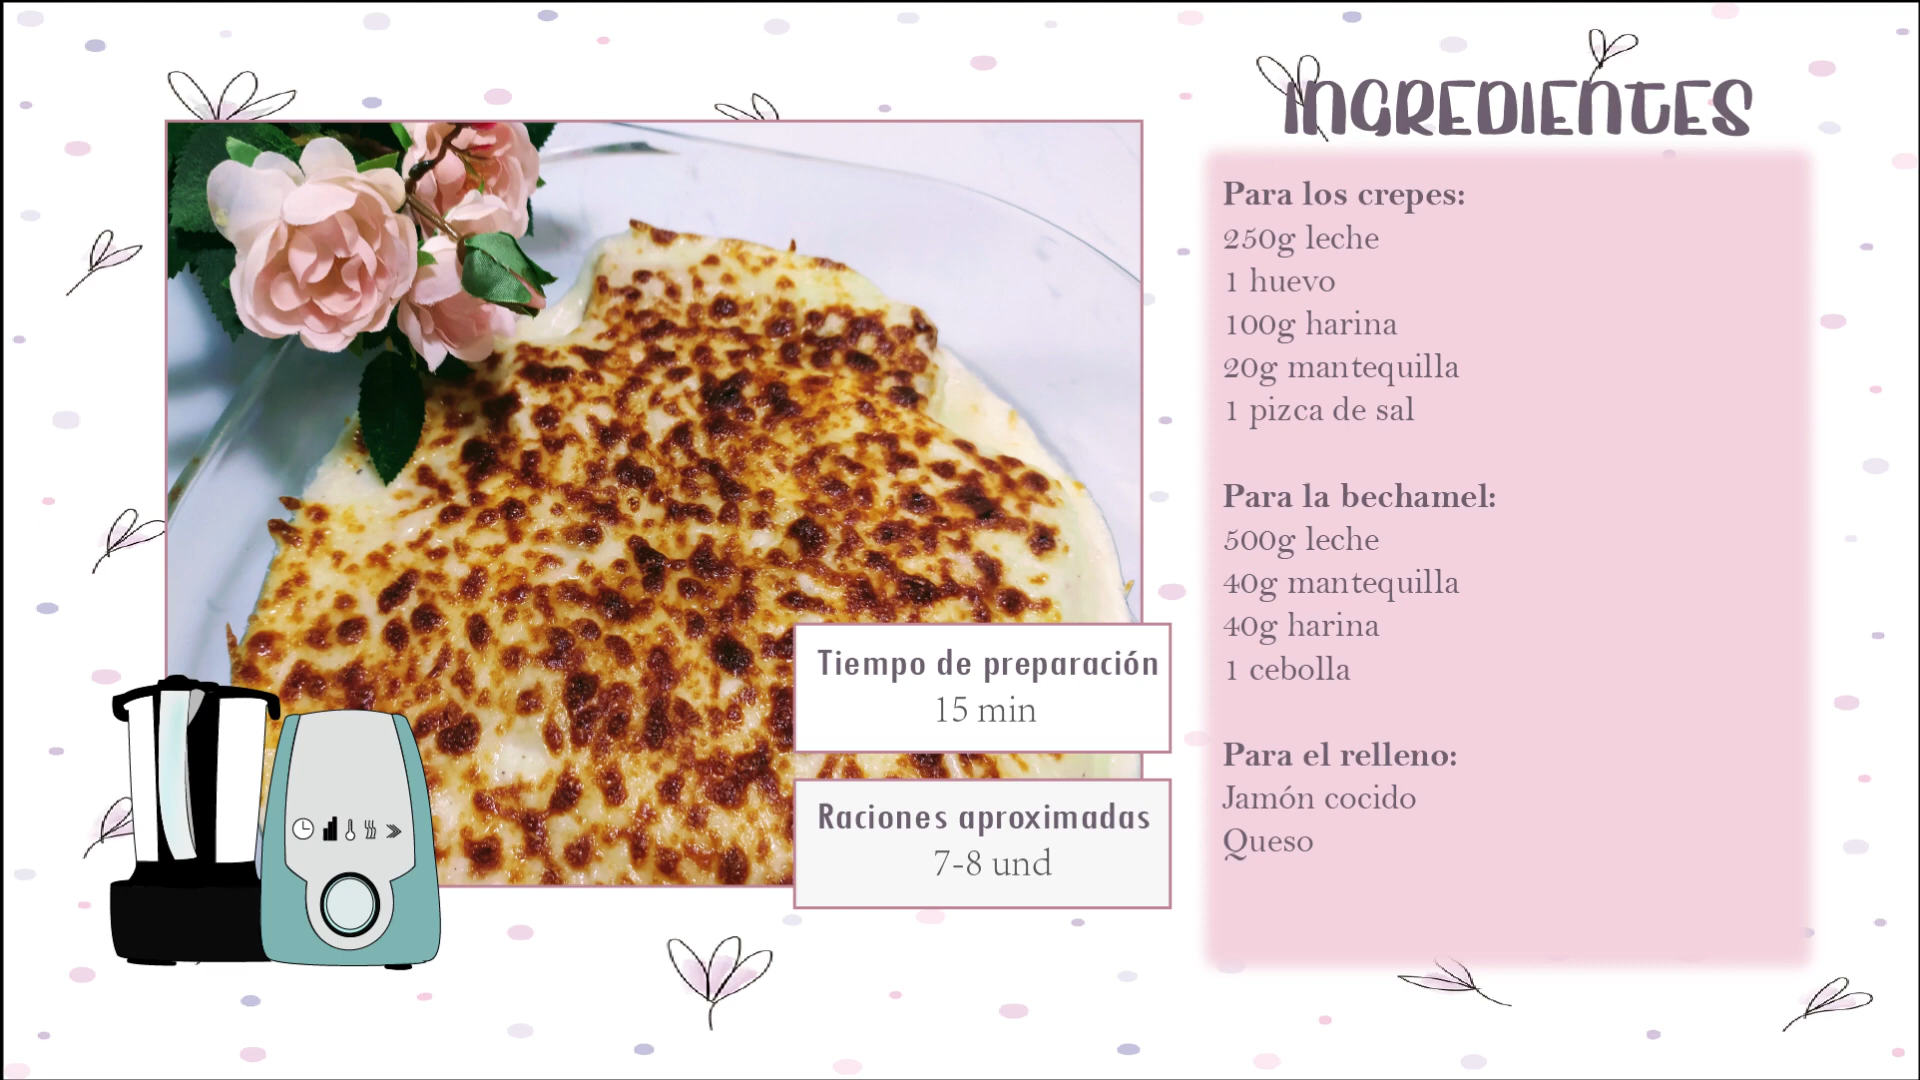 INGREDIENTES
Para los crepes:
250g leche
1 huevo
100g harina
20g mantequilla
1 pizca de sal
Para la bechamel:
500g leche
40g mantequilla
40g harina
1 cebolla
Para el relleno:
Jamón cocido
Queso
Tiempo de preparación
15 min
Raciones aproximadas
7-8 und